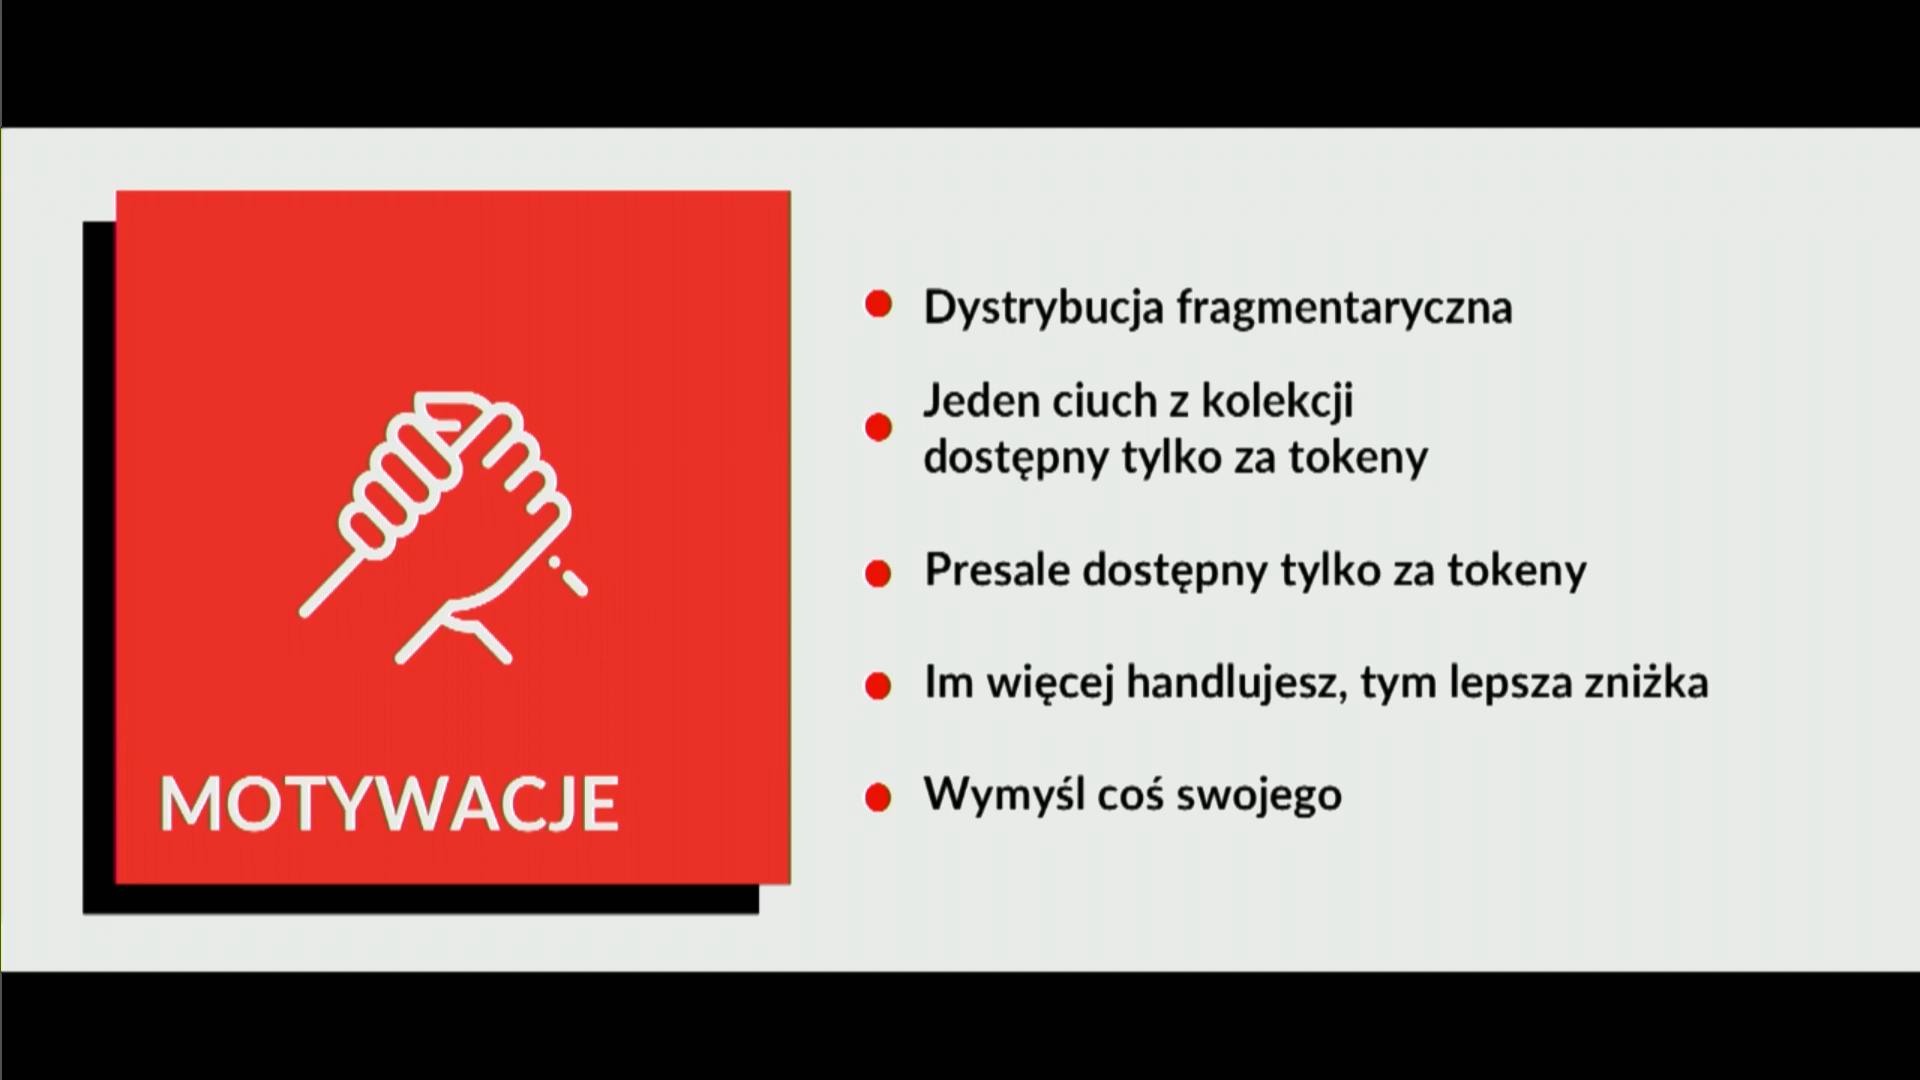 MOTYWACJE
Dystrybucja fragmentaryczna
Jeden ciuch z kolekcji
dostępny tylko za tokeny
Presale dostępny tylko za tokeny
Im więcej handlujesz, tym lepsza zniżka
Wymyśl coś swojego